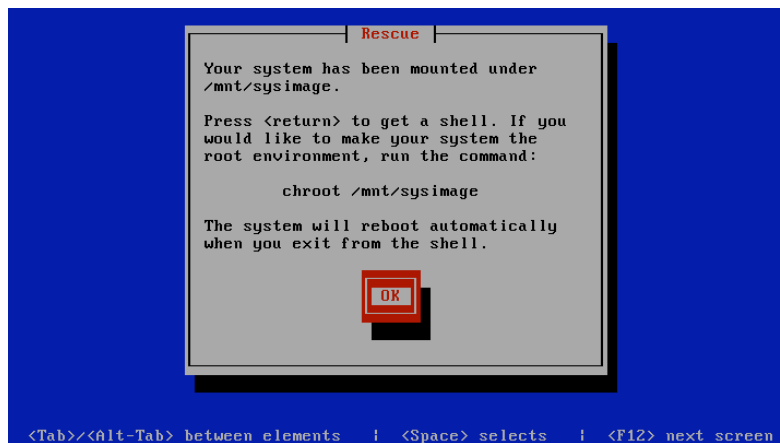 Rescue
Your system has been mounted under
/mnt/sysimage.
Press <return> to get a shell. If you
would like to make your system the
root environment, run the command:
chroot /mnt/sysimage
The system will reboot automatically
when you exit from the shell.
OK
<Tab>/<Alt-Tab> between elements | <Space> selects | <F12> next screen